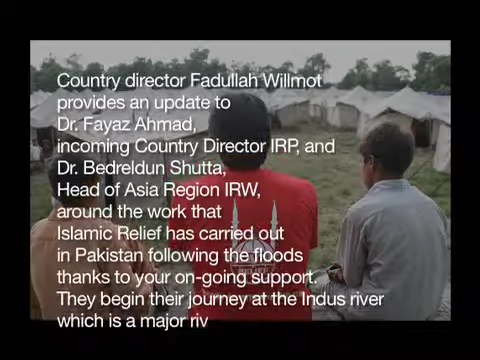 Country director Fadullah Willmot
provides an update to
Dr. Fayaz Ahmad,
incoming Country Director IRP, and
Dr. Bedreldun Shutta,
Head of Asia Region IRW,
around the work that
Islamic Relief has carried out
in Pakistan following the floods
thanks to your on-going support.
They begin their journey at the Indus river
which is a major riv